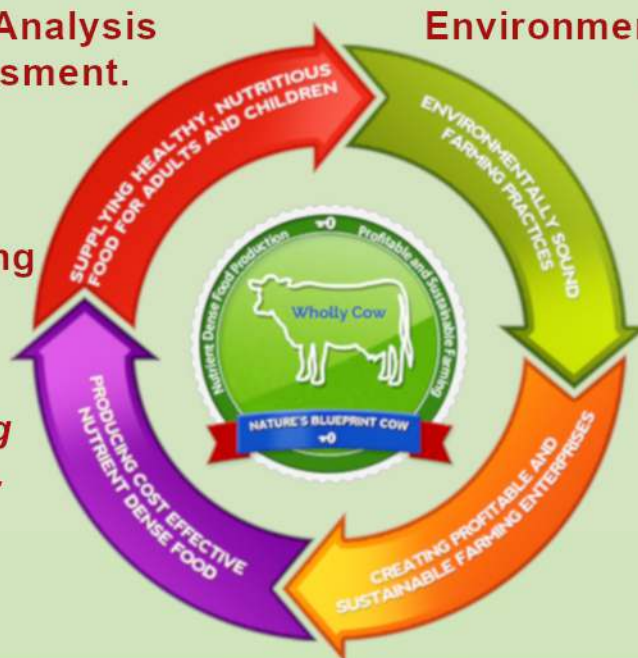 Analysis
sment.
Environmen
ng
g
SUPPLYING HEALTHY, NUTRITIOUS
FOOD FOR ADULTS AND CHILDREN
ENVIRONMENTALLY SOUND
FARMING PRACTICES
CREATING PROFITABLE AND
SUSTAINABLE FARMING ENTERPRISES
PRODUCING COST EFFECTIVE
NUTRIENT DENSE FOOD
Nutrient Dense Food Production
Profitable and Sustainable Farming
Wholly Cow
NATURE'S BLUEPRINT COW